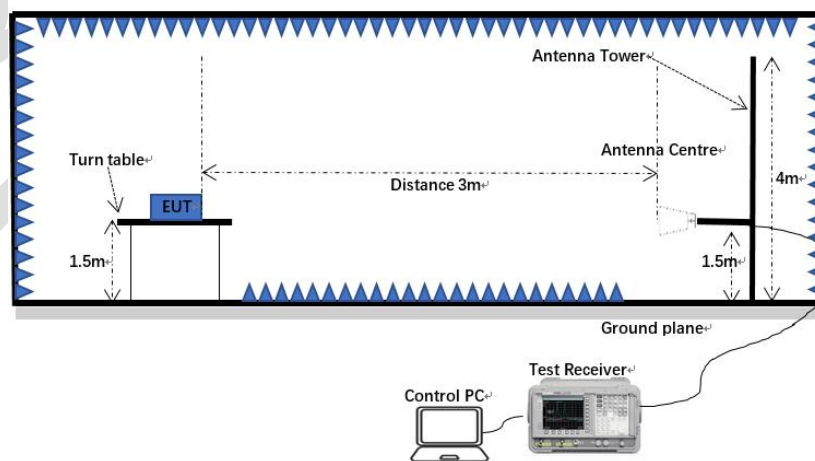 Antenna Tower
Antenna Centre
Turn table
Distance 3m
4m
EUT
1.5m
1.5m
Ground plane
Test Receiver
Control PC